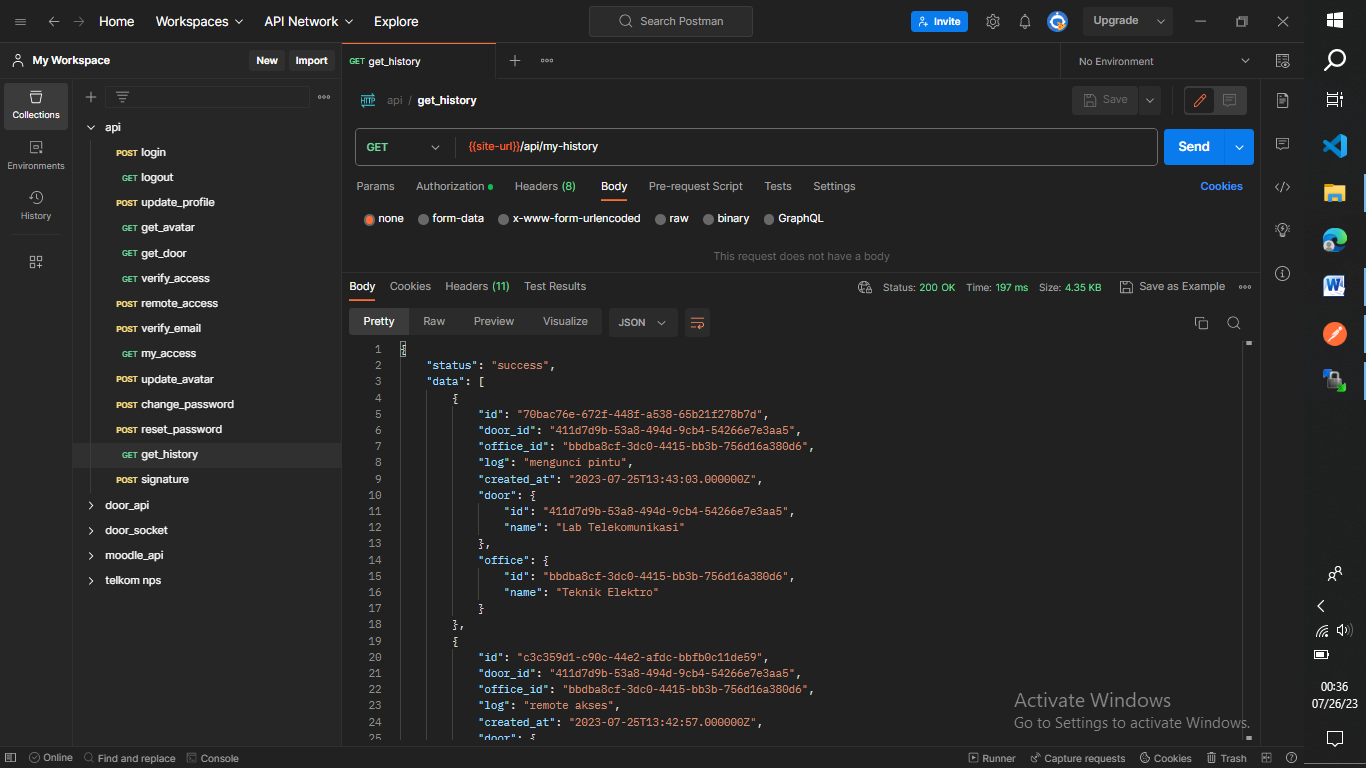 Home Workspaces API Network Explore Search Postman Invite Upgrade
My Workspace New Import GET get_history No Environment
Collections
Environments
History
api
POST login
GET logout
POST update_profile
GET get_avatar
GET get_door
GET verify_access
POST remote_access
POST verify_email
GET my_access
POST update_avatar
POST change_password
POST reset_password
GET get_history
POST signature
door_api
door_socket
moodle_api
telkom nps
HTTP api / get_history Save
GET {{site-url}}/api/my-history Send
Params Authorization Headers (8) Body Pre-request Script Tests Settings Cookies
none form-data x-www-form-urlencoded raw binary GraphQL
This request does not have a body
Body Cookies Headers (11) Test Results Status: 200 OK Time: 197 ms Size: 4.35 KB Save as Example
Pretty Raw Preview Visualize JSON
1 {
2 "status": "success",
3 "data": [
4 {
5 "id": "70bac76e-672f-448f-a538-65b21f278b7d",
6 "door_id": "411d7d9b-53a8-494d-9cb4-54266e7e3aa5",
7 "office_id": "bbdba8cf-3dc0-4415-bb3b-756d16a380d6",
8 "log": "mengunci pintu",
9 "created_at": "2023-07-25T13:43:03.000000Z",
10 "door": {
11 "id": "411d7d9b-53a8-494d-9cb4-54266e7e3aa5",
12 "name": "Lab Telekomunikasi"
13 },
14 "office": {
15 "id": "bbdba8cf-3dc0-4415-bb3b-756d16a380d6",
16 "name": "Teknik Elektro"
17 }
18 },
19 {
20 "id": "c3c359d1-c90c-44e2-afdc-bbfb0c11de59",
21 "door_id": "411d7d9b-53a8-494d-9cb4-54266e7e3aa5",
22 "office_id": "bbdba8cf-3dc0-4415-bb3b-756d16a380d6",
23 "log": "remote akses",
24 "created_at": "2023-07-25T13:42:57.000000Z",
25 "door": {
Activate Windows
Go to Settings to activate Windows.
Online Find and replace Console Runner Capture requests Cookies Trash
00:36
07/26/23